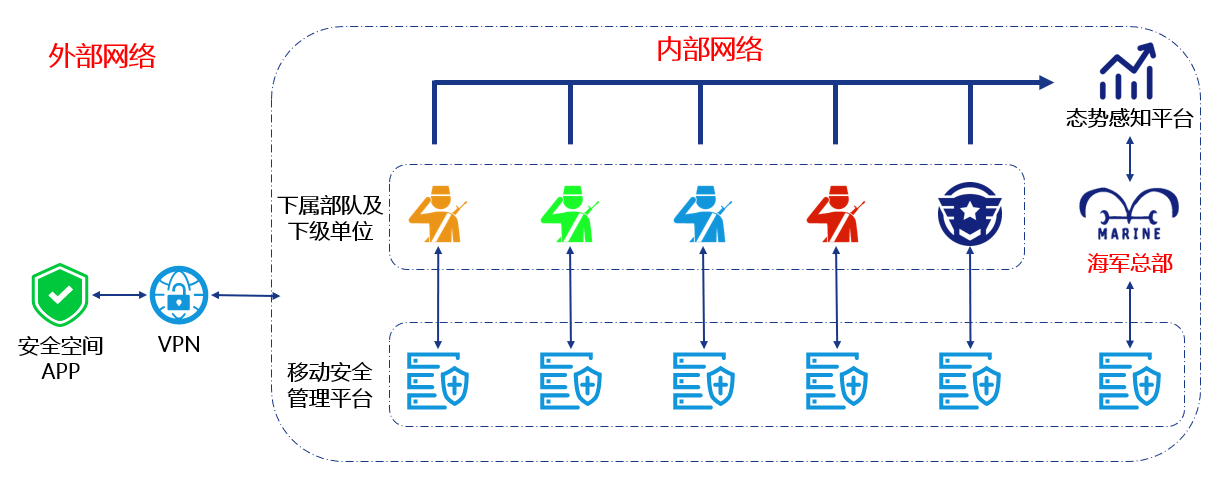 外部网络
内部网络
态势感知平台
下属部队及
下级单位
MARINE
海军总部
安全空间
APP
VPN
移动安全
管理平台